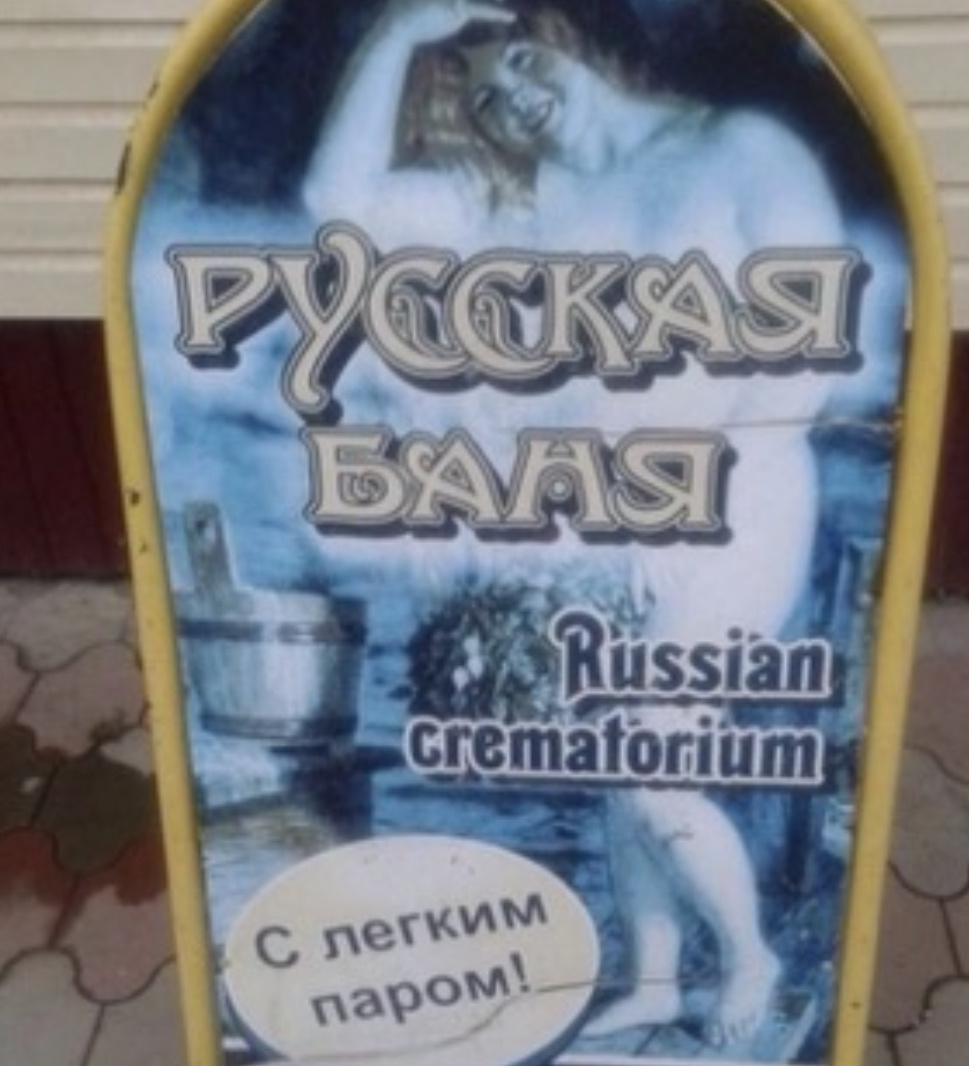 РУССКАЯ
БАНЯ
Russian
crematorium
С легким
паром!